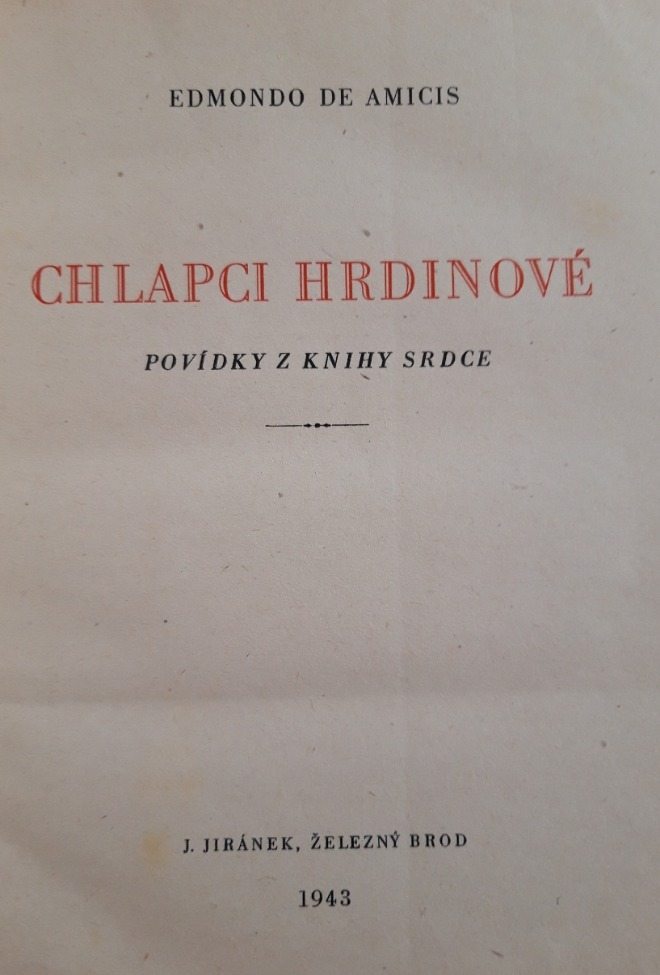 EDMONDO DE AMICIS
CHLAPCI HRDINOVÉ
POVÍDKY Z KNIHY SRDCE
J. JIRÁNEK, ŽELEZNÝ BROD
1943